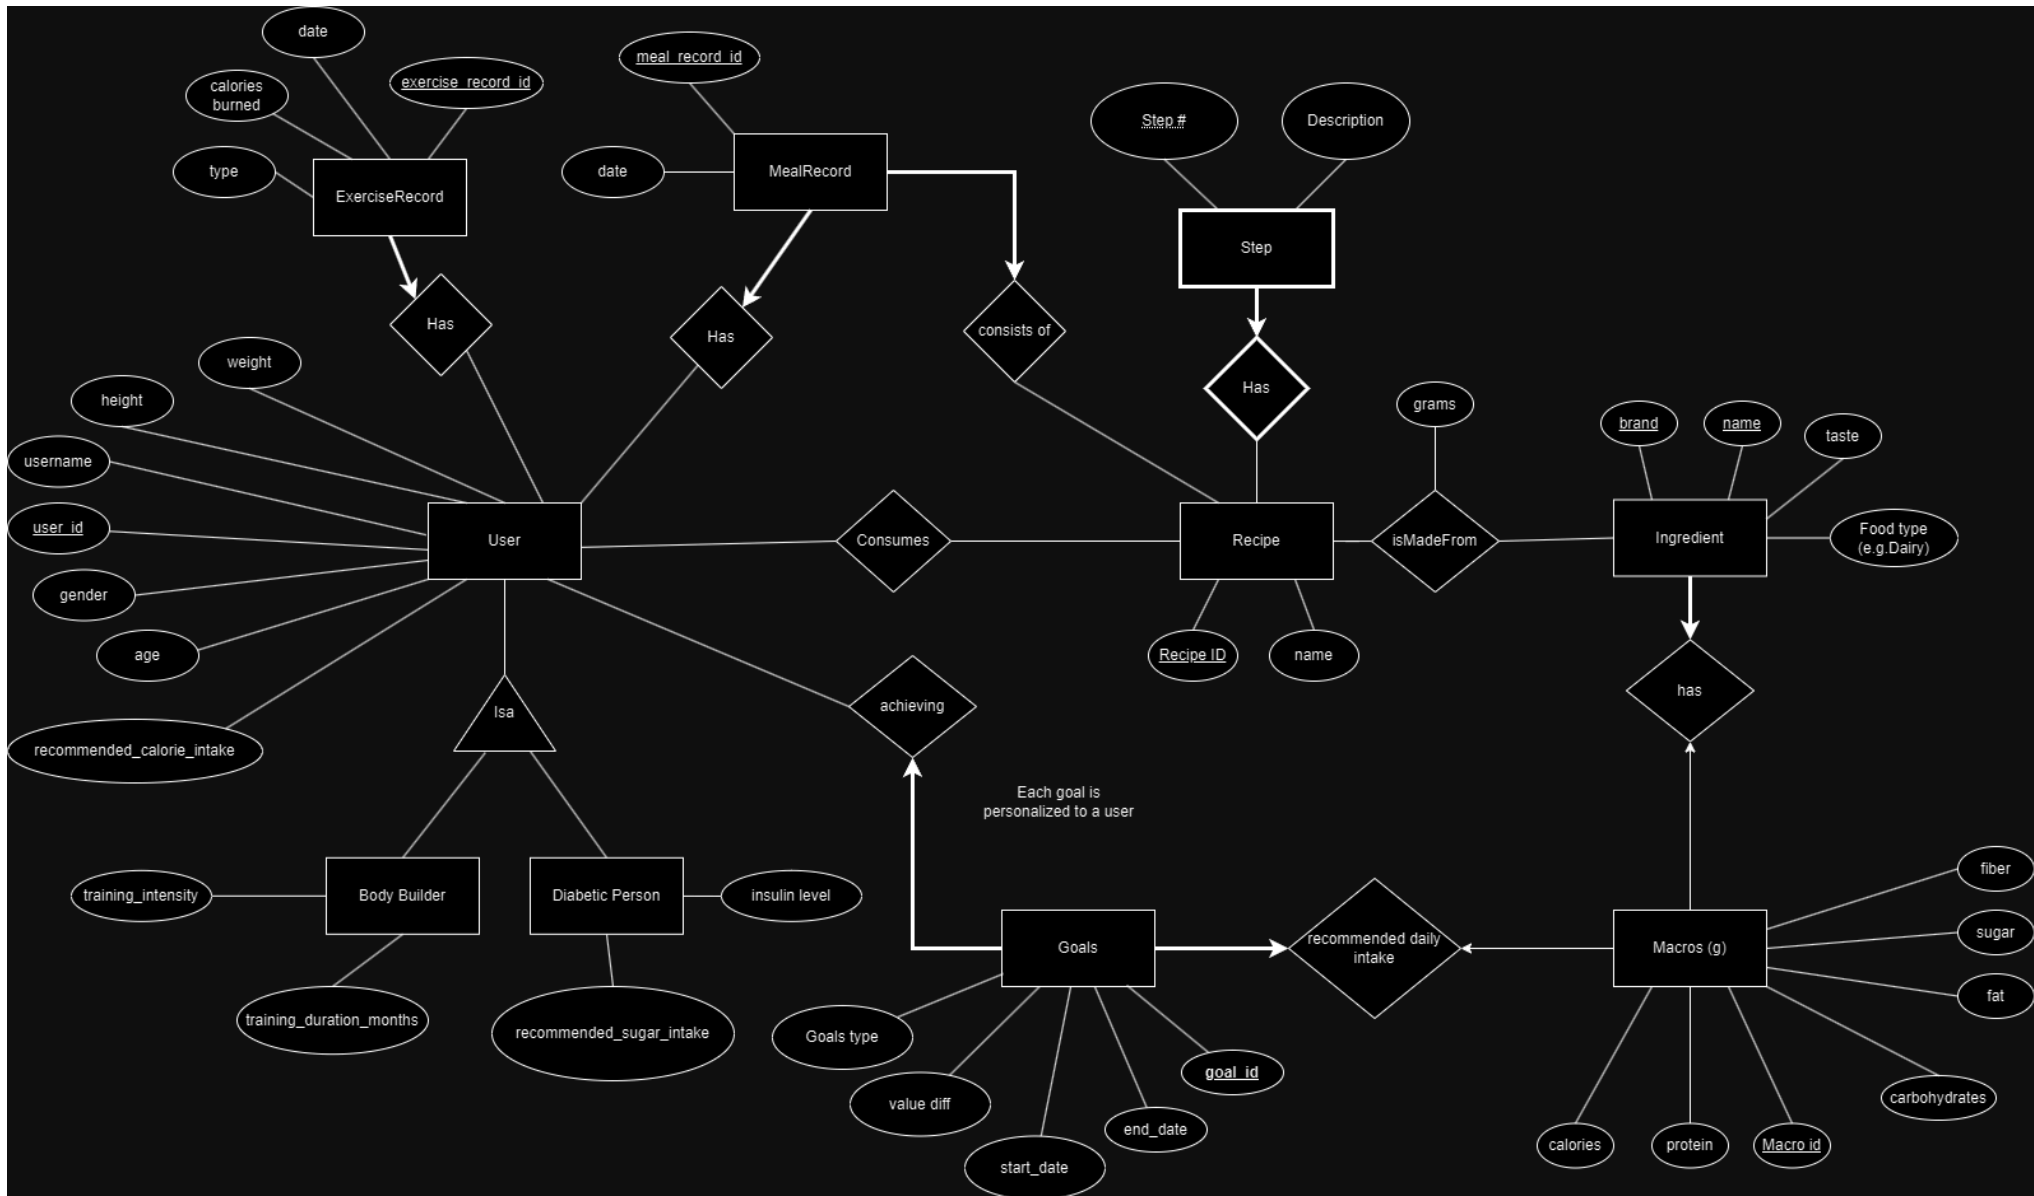 date
meal_record_id
calories
burned
exercise_record_id
Step #
Description
type
date
MealRecord
ExerciseRecord
Step
Has
Has
consists of
weight
Has
height
grams
brand
name
taste
username
user_id
User
Consumes
Recipe
isMadeFrom
Ingredient
Food type
(e.g.Dairy)
gender
age
Recipe ID
name
Isa
achieving
has
recommended_calorie_intake
Each goal is
personalized to a user
training_intensity
Body Builder
Diabetic Person
insulin level
fiber
Goals
recommended daily
intake
Macros (g)
sugar
fat
training_duration_months
recommended_sugar_intake
Goals type
goal_id
value diff
carbohydrates
end_date
start_date
calories
protein
Macro id